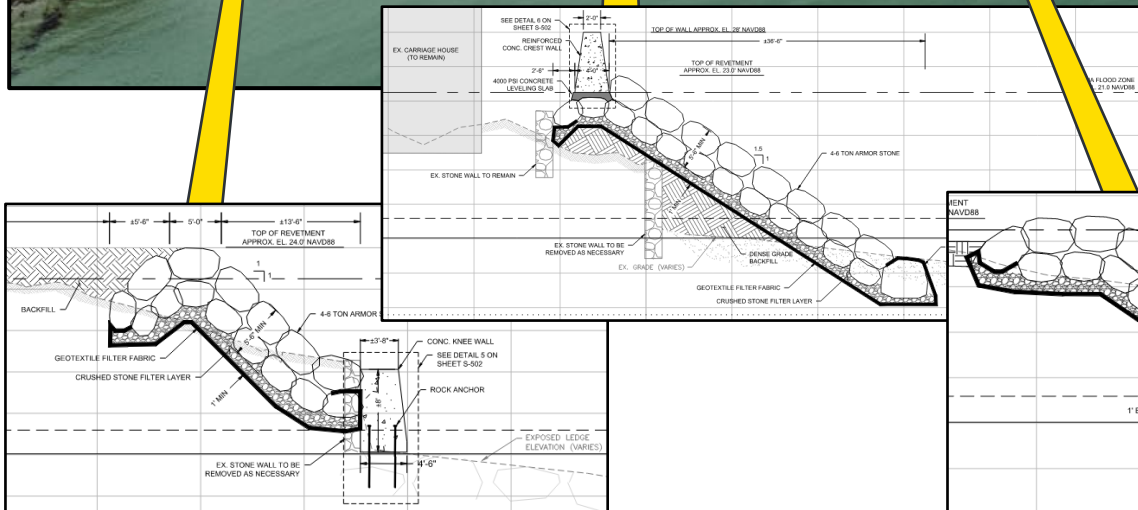 SEE DETAIL 6 ON
SHEET S-502
2'-0"
TOP OF WALL APPROX. EL. 28' NAVD88
REINFORCED
CONC. CREST WALL
±36'-6"
EX. CARRIAGE HOUSE
(TO REMAIN)
2'-6"
TOP OF REVETMENT
APPROX. EL. 23.0' NAVD88
4000 PSI CONCRETE
LEVELING SLAB
A FLOOD ZONE
L. 21.0 NAVD88
1.5
1
5'-6" MIN
4-6 TON ARMOR STONE
EX. STONE WALL TO REMAIN
1' MIN
EX. STONE WALL TO BE
REMOVED AS NECESSARY
EX. GRADE (VARIES)
DENSE GRADE
BACKFILL
GEOTEXTILE FILTER FABRIC
CRUSHED STONE FILTER LAYER
±5'-6"
5'-0"
±13'-6"
TOP OF REVETMENT
APPROX. EL. 24.0' NAVD88
1
1
BACKFILL
4-6 TON ARMOR S
5'-6" MIN
GEOTEXTILE FILTER FABRIC
CRUSHED STONE FILTER LAYER
1' MIN
±3'-8"
CONC. KNEE WALL
SEE DETAIL 5 ON
SHEET S-502
ROCK ANCHOR
EXPOSED LEDGE
ELEVATION (VARIES)
EX. STONE WALL TO BE
REMOVED AS NECESSARY
4'-6"
MENT
NAVD88